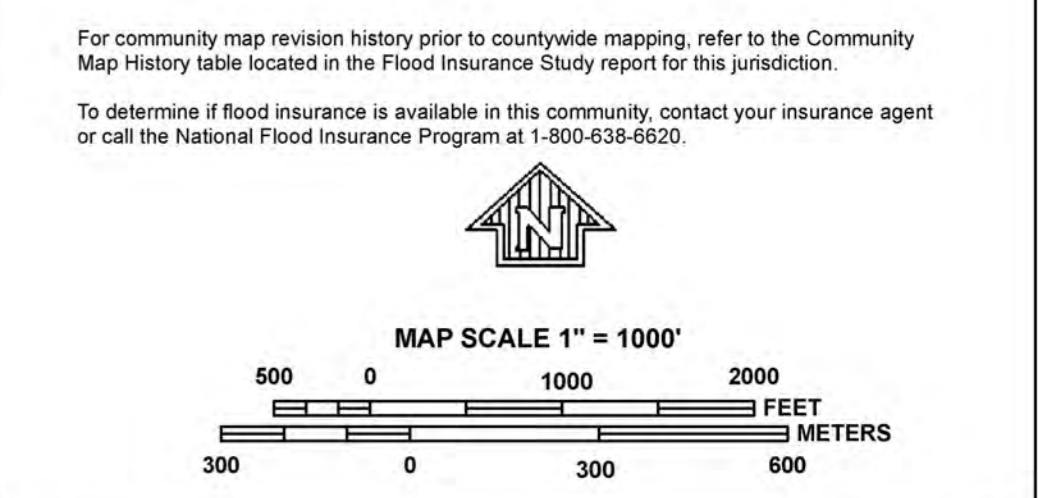 For community map revision history prior to countywide mapping, refer to the Community
Map History table located in the Flood Insurance Study report for this jurisdiction.
To determine if flood insurance is available in this community, contact your insurance agent
or call the National Flood Insurance Program at 1-800-638-6620.
N
MAP SCALE 1" = 1000'
500 0 1000 2000
FEET
METERS
300 0 300 600